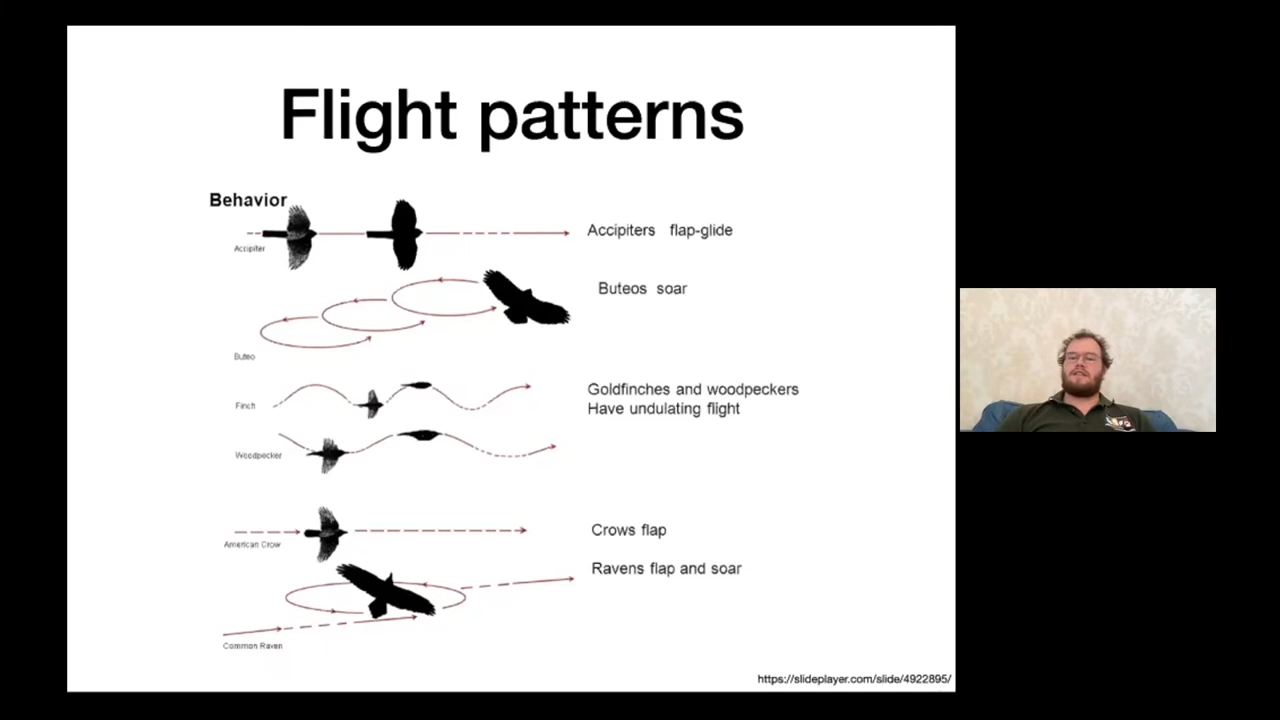 Flight patterns
Behavior
Accipiter
Accipiters flap-glide
Buteos soar
Buteo
Goldfinches and woodpeckers
Have undulating flight
Finch
Woodpecker
Crows flap
American Crow
Ravens flap and soar
Common Raven
https://slideplayer.com/slide/4922895/